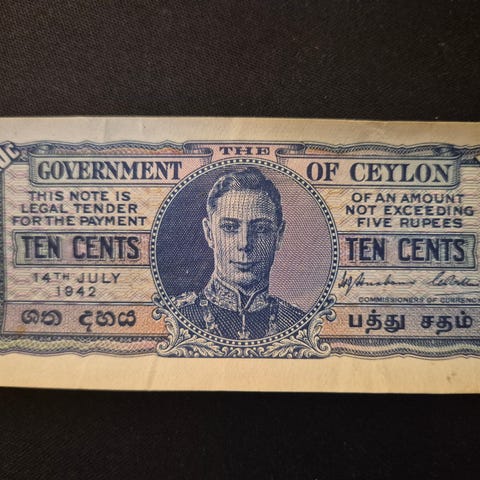 THE
GOVERNMENT OF CEYLON
THIS NOTE IS
LEGAL TENDER
FOR THE PAYMENT
OF AN AMOUNT
NOT EXCEEDING
FIVE RUPEES
TEN CENTS
TEN CENTS
14TH JULY
1942
COMMISSIONERS OF CURRENCY
ශත දහය
பத்து சதம்